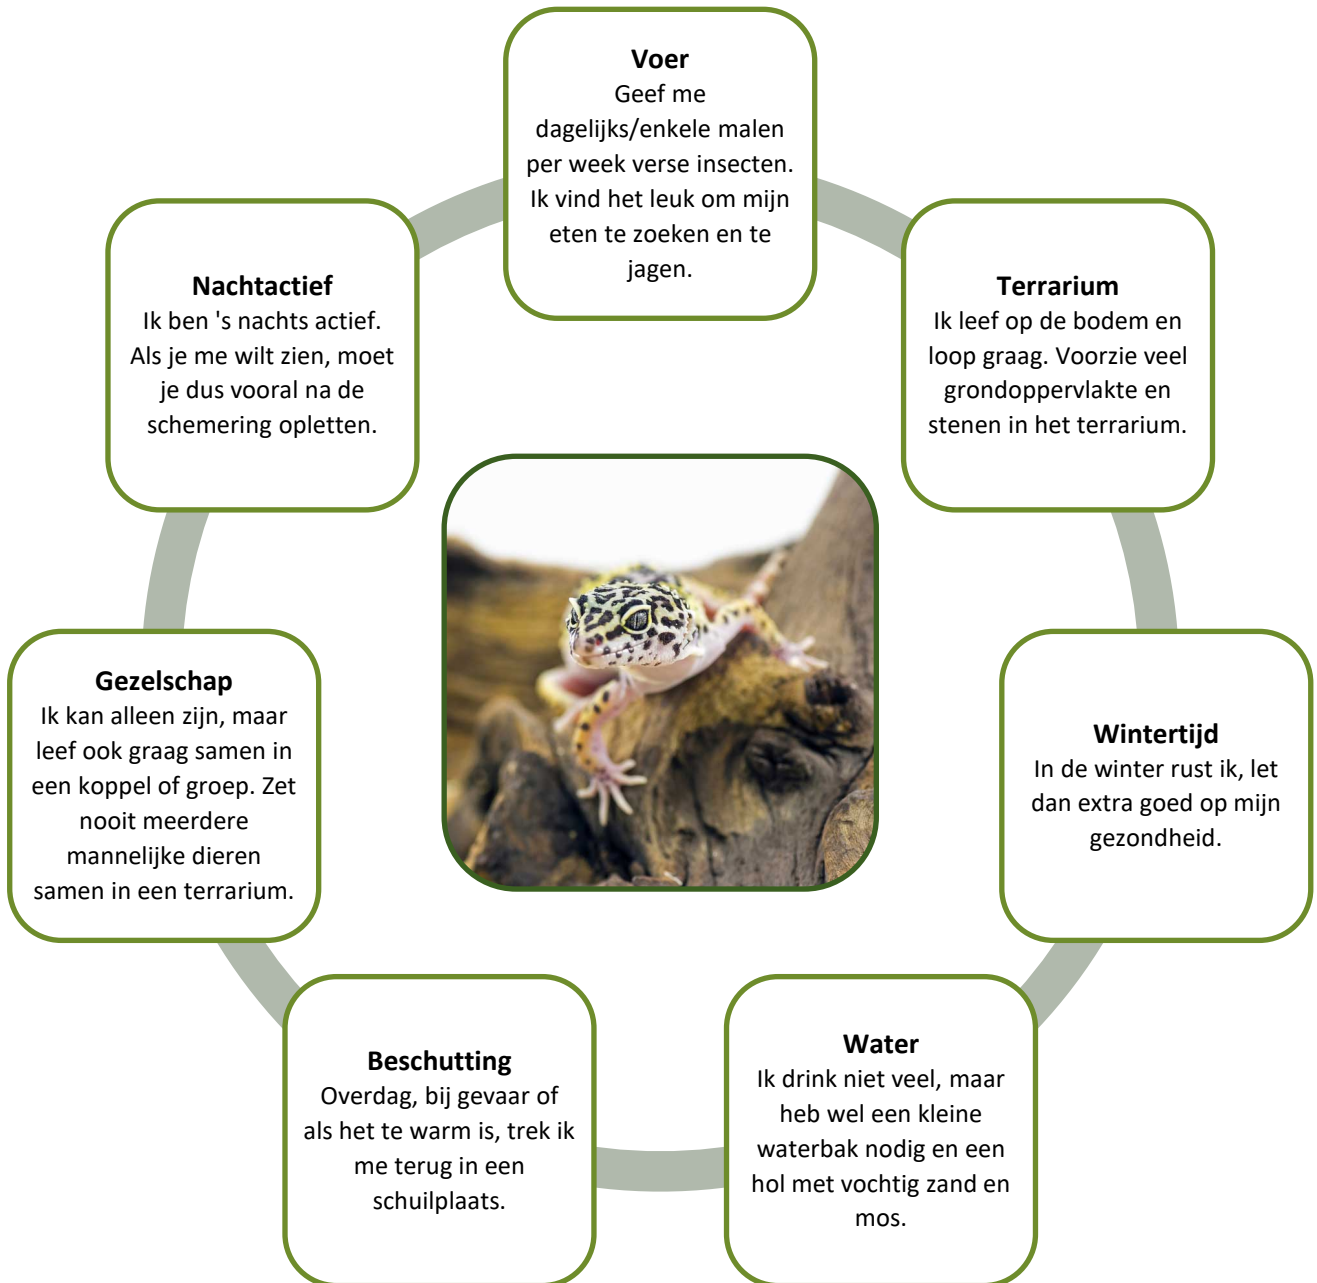 Voer
Geef me
dagelijks/enkele malen
per week verse insecten.
Ik vind het leuk om mijn
eten te zoeken en te
jagen.
Terrarium
Ik leef op de bodem en
loop graag. Voorzie veel
grondoppervlakte en
stenen in het terrarium.
Wintertijd
In de winter rust ik, let
dan extra goed op mijn
gezondheid.
Water
Ik drink niet veel, maar
heb wel een kleine
waterbak nodig en een
hol met vochtig zand en
mos.
Beschutting
Overdag, bij gevaar of
als het te warm is, trek ik
me terug in een
schuilplaats.
Gezelschap
Ik kan alleen zijn, maar
leef ook graag samen in
een koppel of groep. Zet
nooit meerdere
mannelijke dieren
samen in een terrarium.
Nachtactief
Ik ben 's nachts actief.
Als je me wilt zien, moet
je dus vooral na de
schemering opletten.